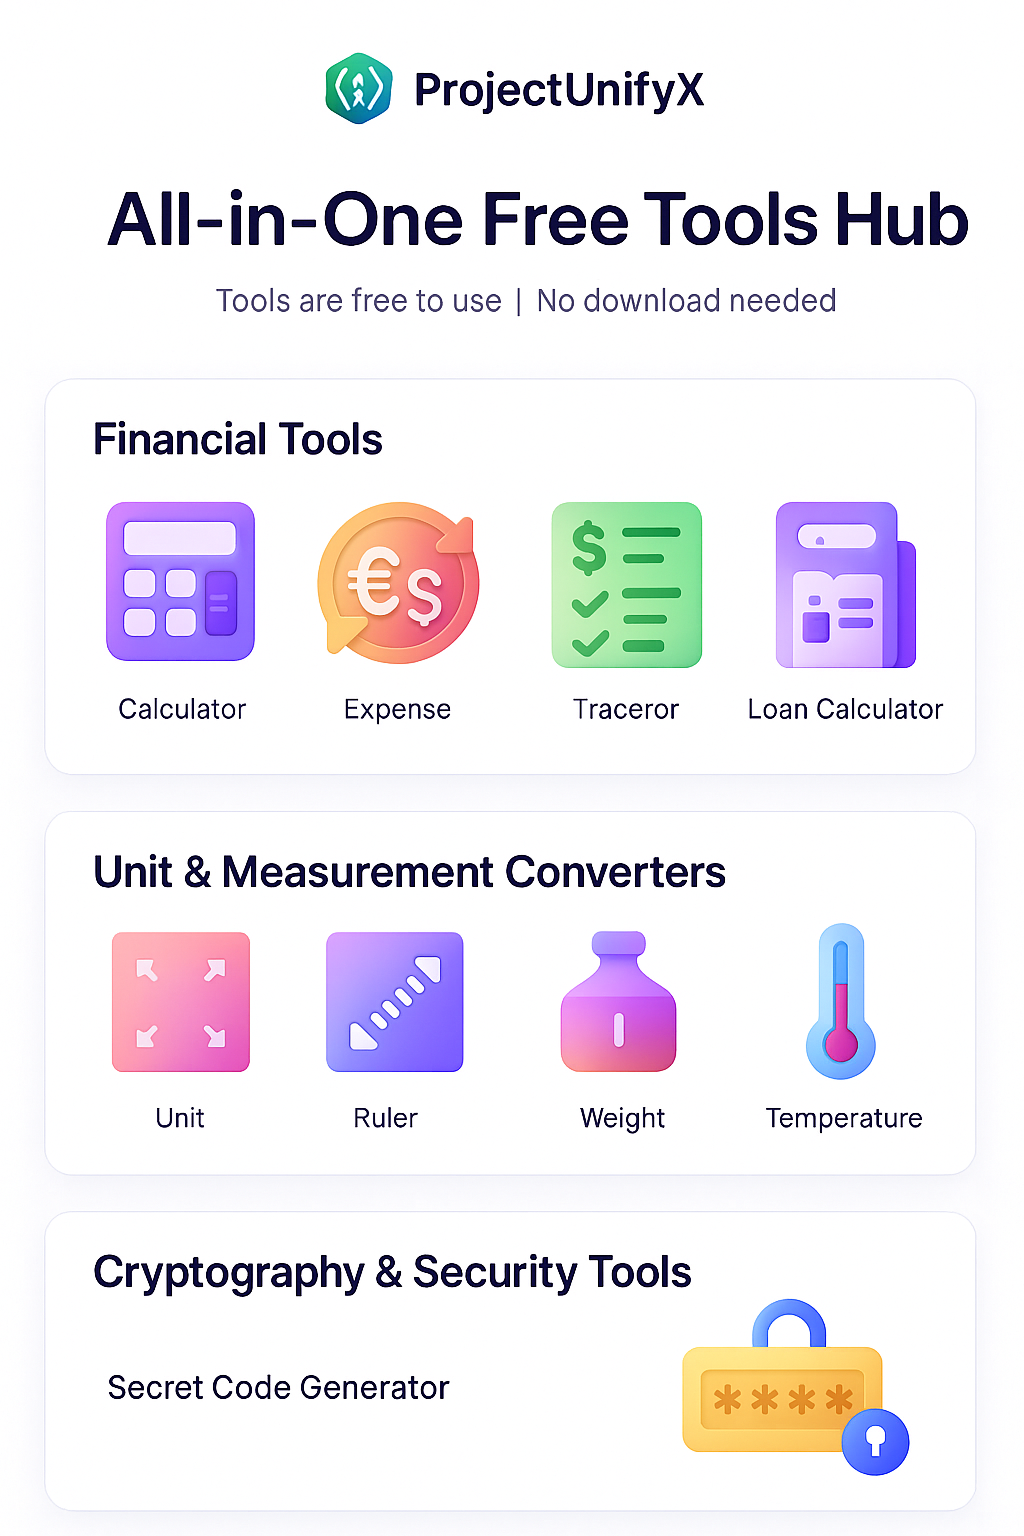 ProjectUnifyX
All-in-One Free Tools Hub
Tools are free to use | No download needed
Financial Tools
€ $
$
Calculator
Expense
Traceror
Loan Calculator
Unit & Measurement Converters
Unit
Ruler
Weight
Temperature
Cryptography & Security Tools
Secret Code Generator
****